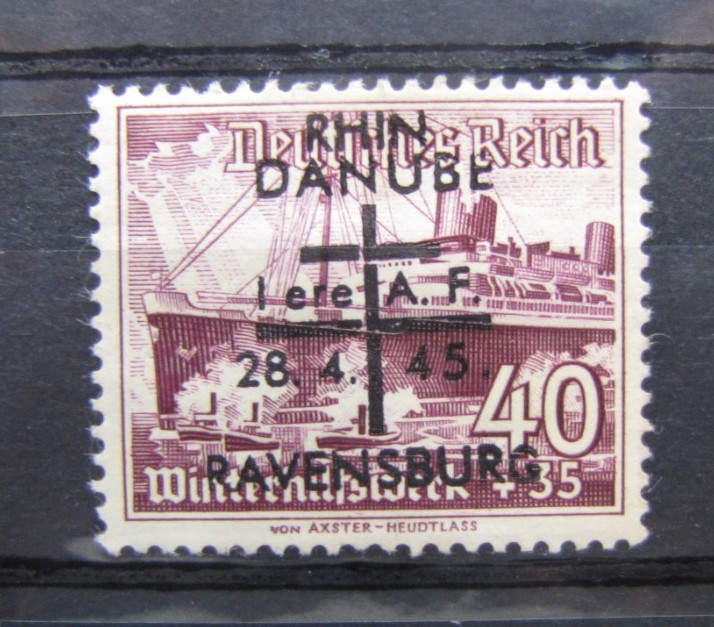 RHIN
Deutsches Reich
DANUBE
1ere A. F.
28. 4. 45.
40
RAVENSBURG
Winterhilfswerk + 35
VON AXSTER-HEUDTLASS